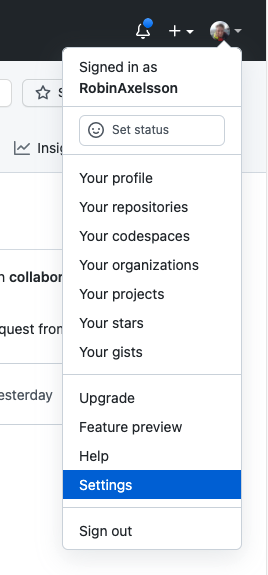 Signed in as
RobinAxelsson
Set status
Your profile
Your repositories
Your codespaces
Your organizations
Your projects
Your stars
Your gists
Upgrade
Feature preview
Help
Settings
Sign out
S
Insig
n collabor
quest from
esterday